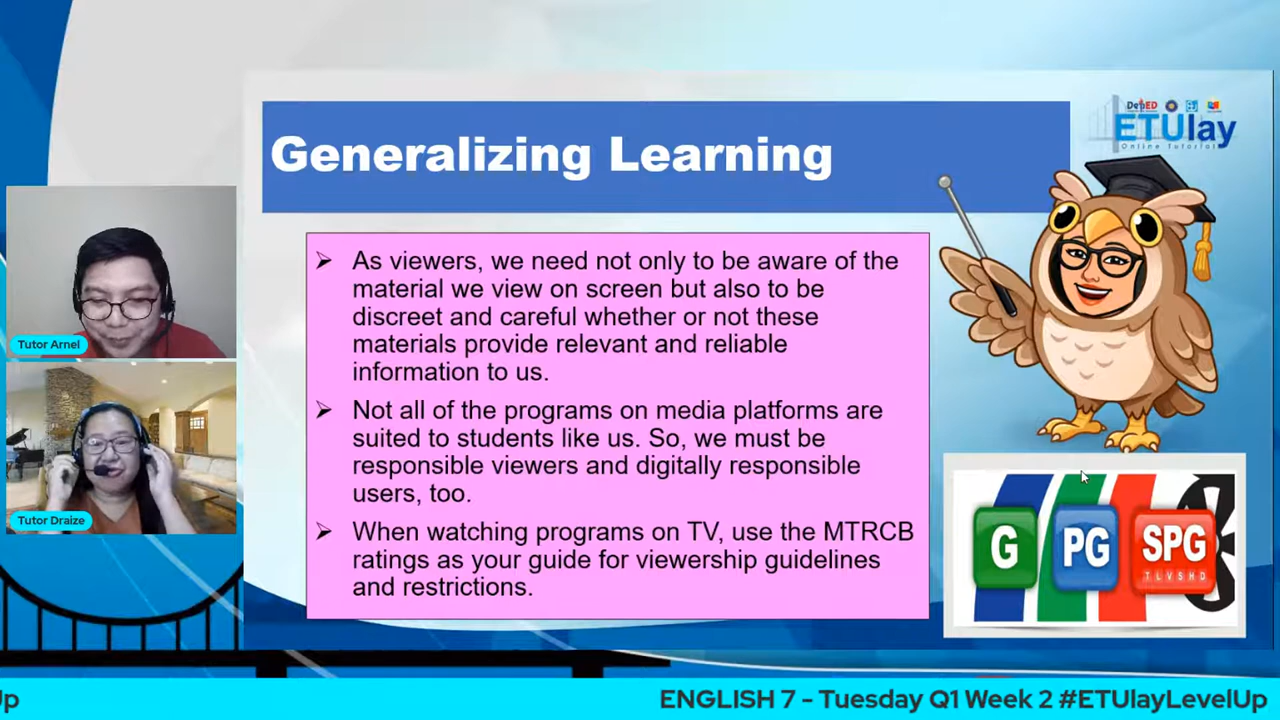 Generalizing Learning
DepED
ETUlay
Online Tutorial
➢ As viewers, we need not only to be aware of the
material we view on screen but also to be
discreet and careful whether or not these
materials provide relevant and reliable
information to us.
➢ Not all of the programs on media platforms are
suited to students like us. So, we must be
responsible viewers and digitally responsible
users, too.
➢ When watching programs on TV, use the MTRCB
ratings as your guide for viewership guidelines
and restrictions.
Tutor Arnel
Tutor Draize
G
PG
SPG
TLVSHD
Up
ENGLISH 7 - Tuesday Q1 Week 2 #ETUlayLevelUp